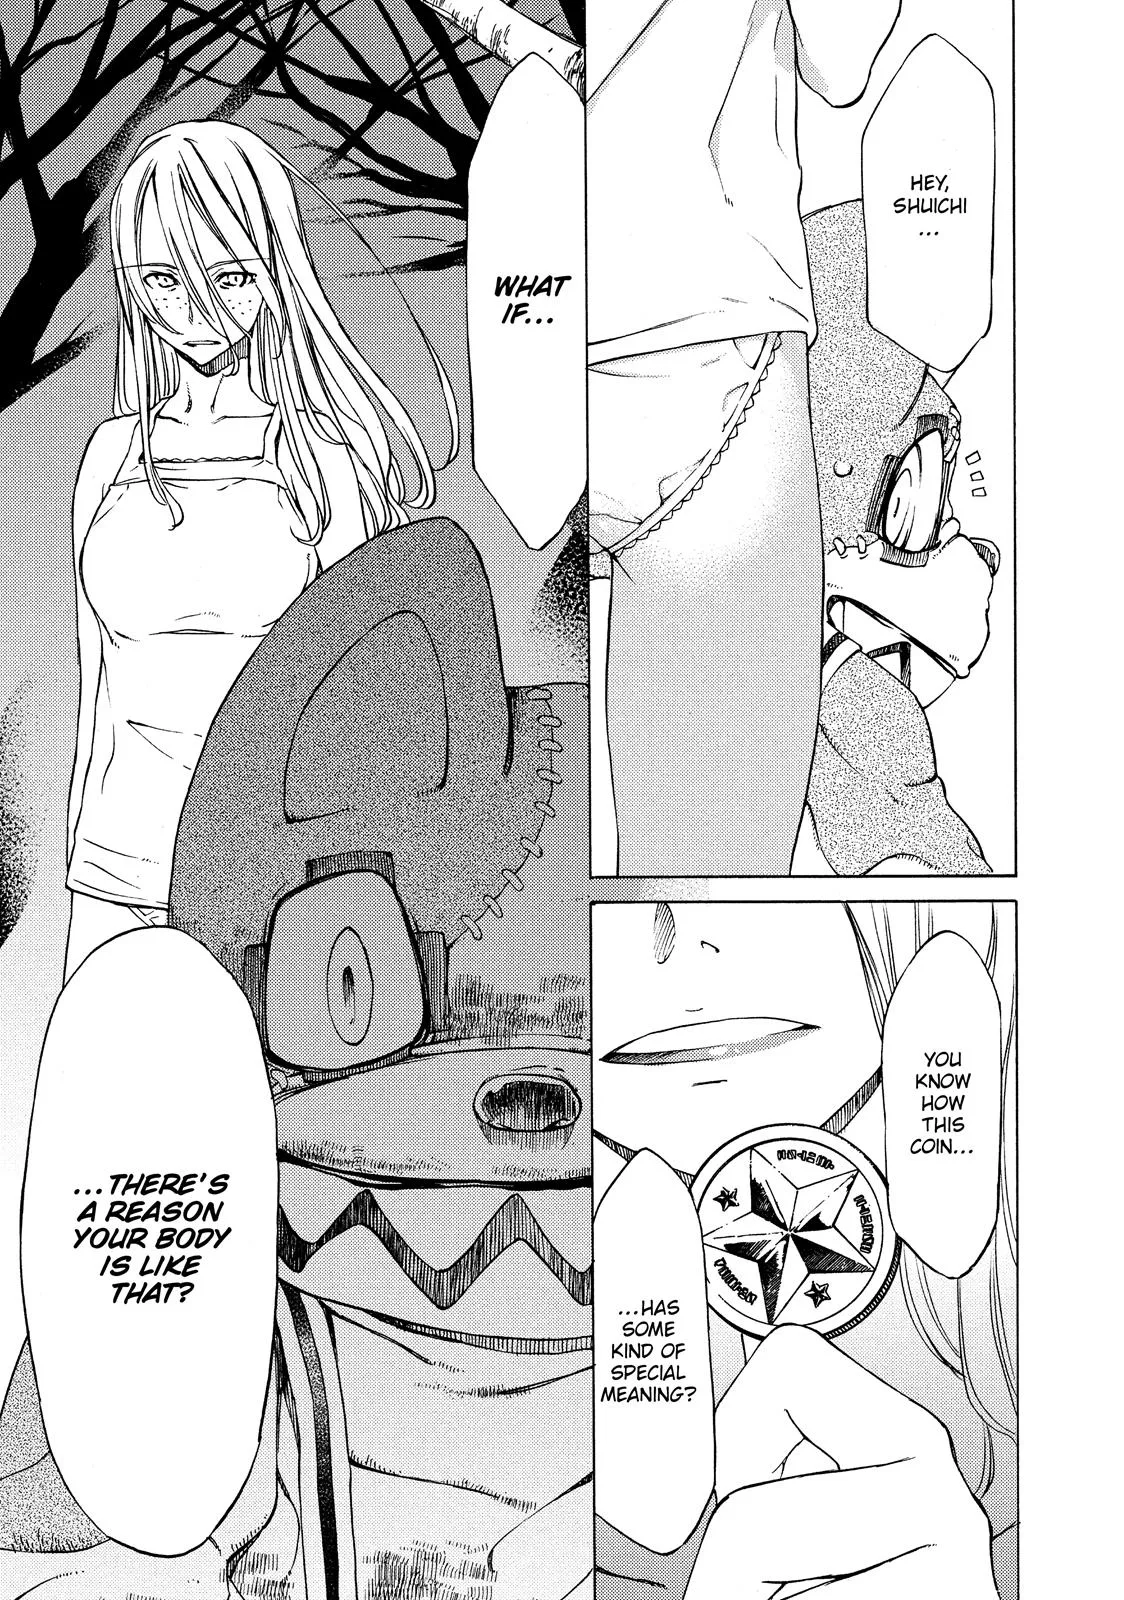 HEY,
SHUICHI
...
YOU
KNOW
HOW
THIS
COIN...
...HAS
SOME
KIND OF
SPECIAL
MEANING?
WHAT
IF...
...THERE'S
A REASON
YOUR BODY
IS LIKE
THAT?